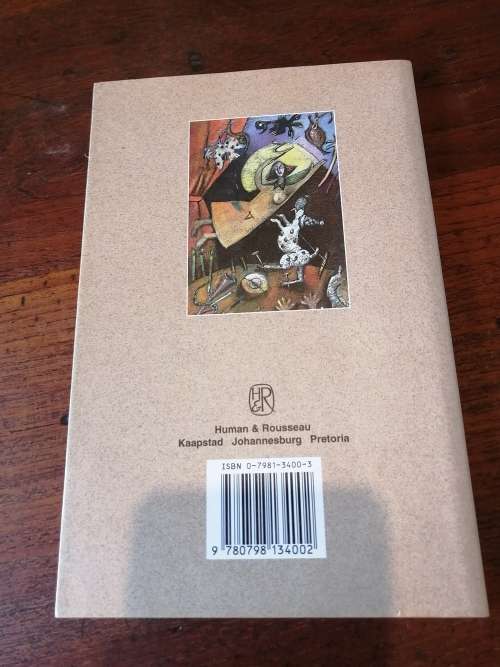 H
&R
Human & Rousseau
Kaapstad Johannesburg Pretoria
ISBN 0-7981-3400-3
9 780798 134002